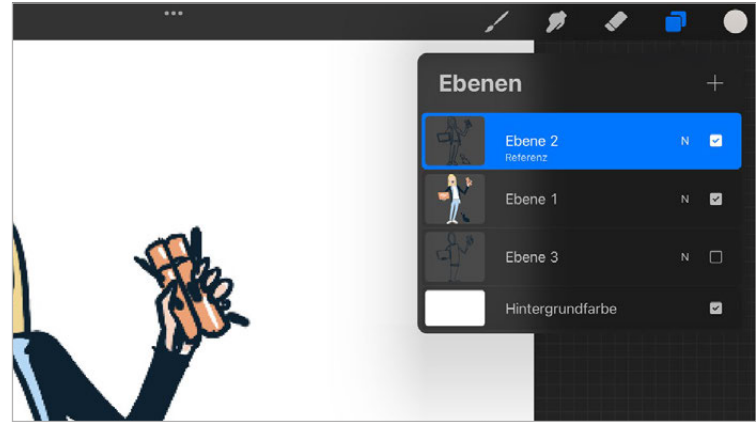 Ebenen
Ebene 2
N
Referenz
Ebene 1
N
Ebene 3
N
Hintergrundfarbe